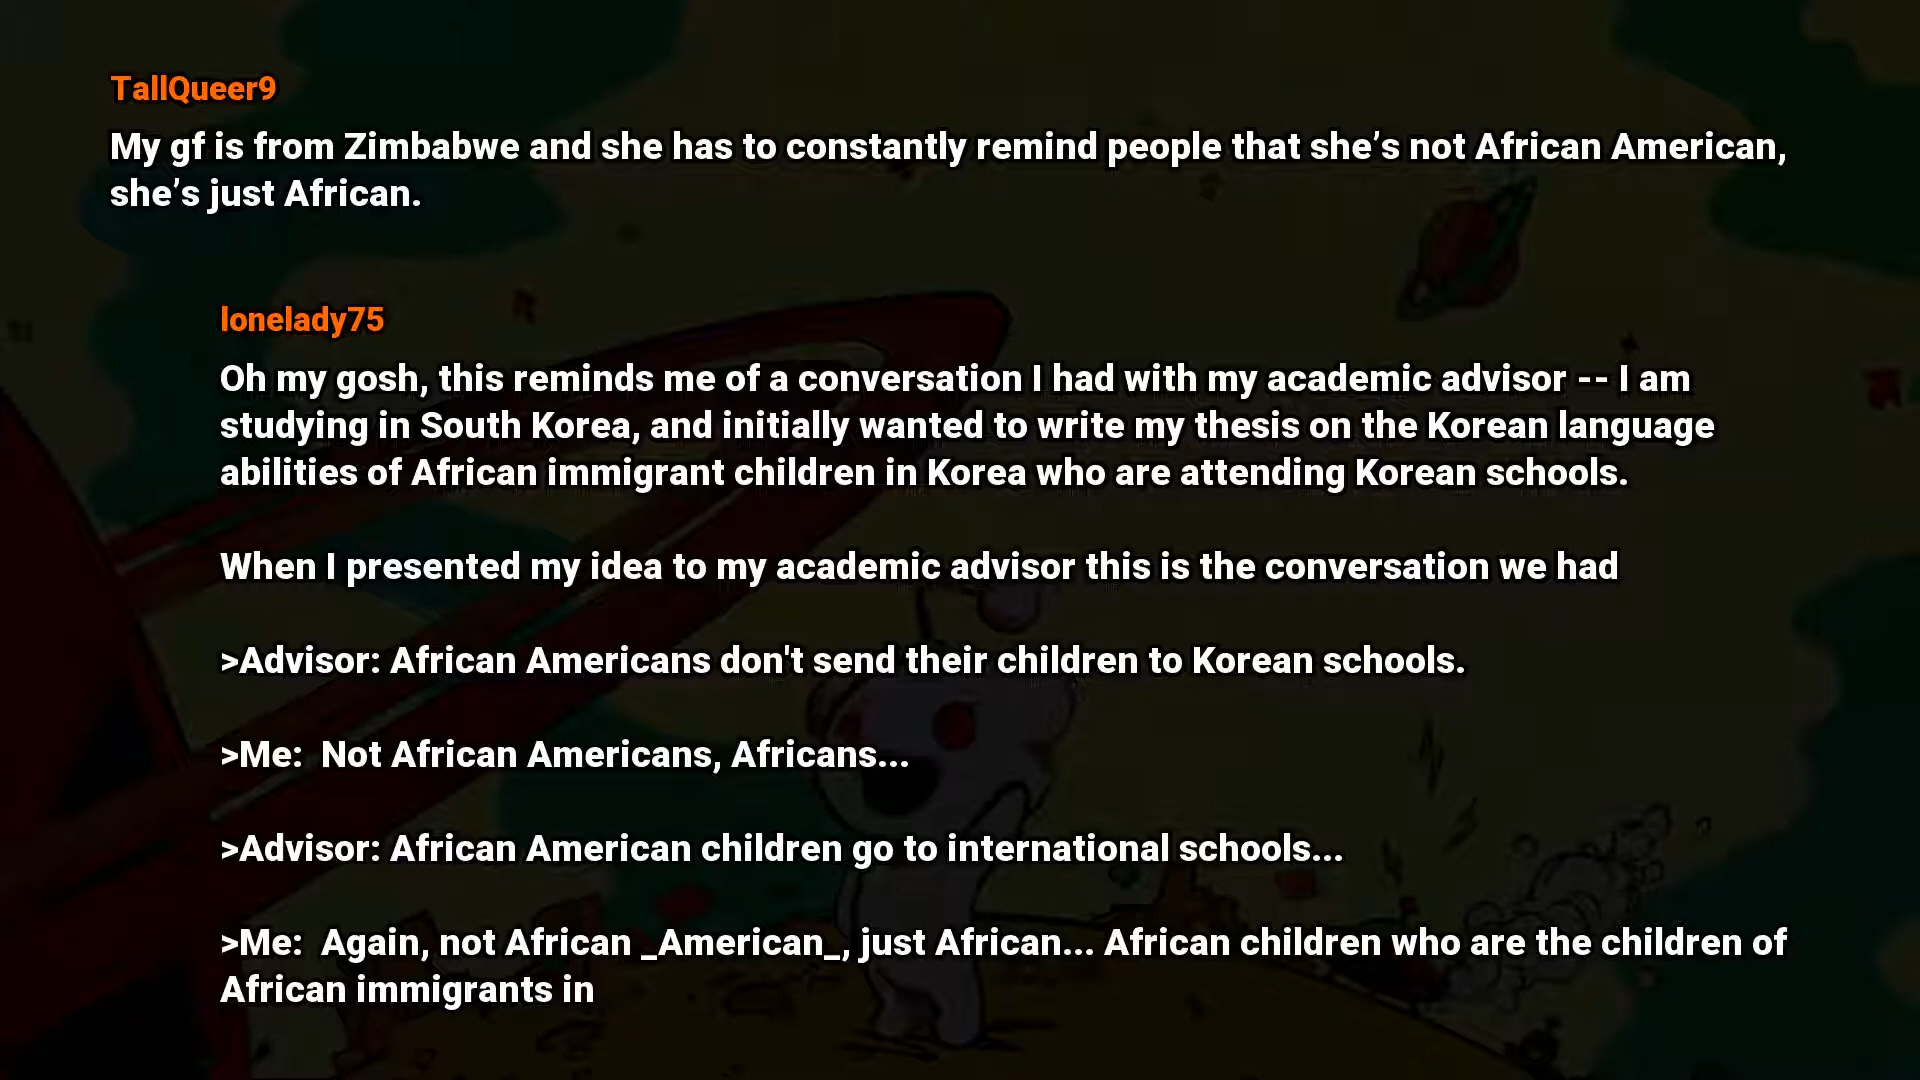 TallQueer9
My gf is from Zimbabwe and she has to constantly remind people that she’s not African American,
she’s just African.
lonelady75
Oh my gosh, this reminds me of a conversation I had with my academic advisor -- I am
studying in South Korea, and initially wanted to write my thesis on the Korean language
abilities of African immigrant children in Korea who are attending Korean schools.
When I presented my idea to my academic advisor this is the conversation we had
>Advisor: African Americans don't send their children to Korean schools.
>Me:  Not African Americans, Africans...
>Advisor: African American children go to international schools...
>Me:  Again, not African _American_, just African... African children who are the children of
African immigrants in